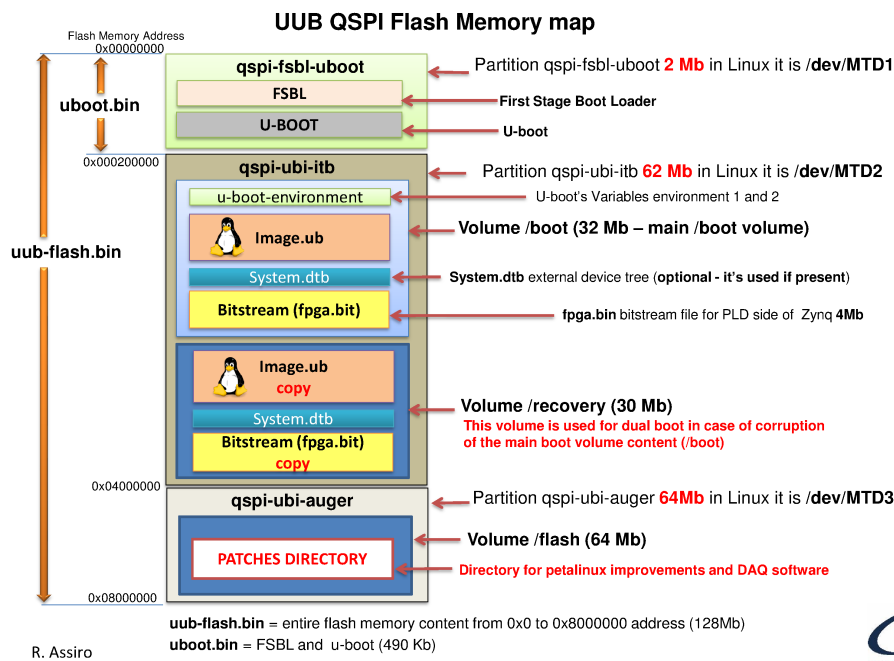 UUB QSPI Flash Memory map
Flash Memory Address
0x00000000
qspi-fsbl-uboot
Partition qspi-fsbl-uboot 2 Mb in Linux it is /dev/MTD1
FSBL
First Stage Boot Loader
uboot.bin
U-BOOT
U-boot
0x000200000
qspi-ubi-itb
Partition qspi-ubi-itb 62 Mb in Linux it is /dev/MTD2
u-boot-environment
U-boot's Variables environment 1 and 2
Image.ub
Volume /boot (32 Mb – main /boot volume)
uub-flash.bin
System.dtb
System.dtb external device tree (optional - it's used if present)
Bitstream (fpga.bit)
fpga.bin bitstream file for PLD side of Zynq 4Mb
Image.ub
copy
Volume /recovery (30 Mb)
System.dtb
This volume is used for dual boot in case of corruption
of the main boot volume content (/boot)
Bitstream (fpga.bit)
copy
0x04000000
qspi-ubi-auger
Partition qspi-ubi-auger 64Mb in Linux it is /dev/MTD3
Volume /flash (64 Mb)
PATCHES DIRECTORY
Directory for petalinux improvements and DAQ software
0x08000000
uub-flash.bin = entire flash memory content from 0x0 to 0x8000000 address (128Mb)
uboot.bin = FSBL and u-boot (490 Kb)
R. Assiro